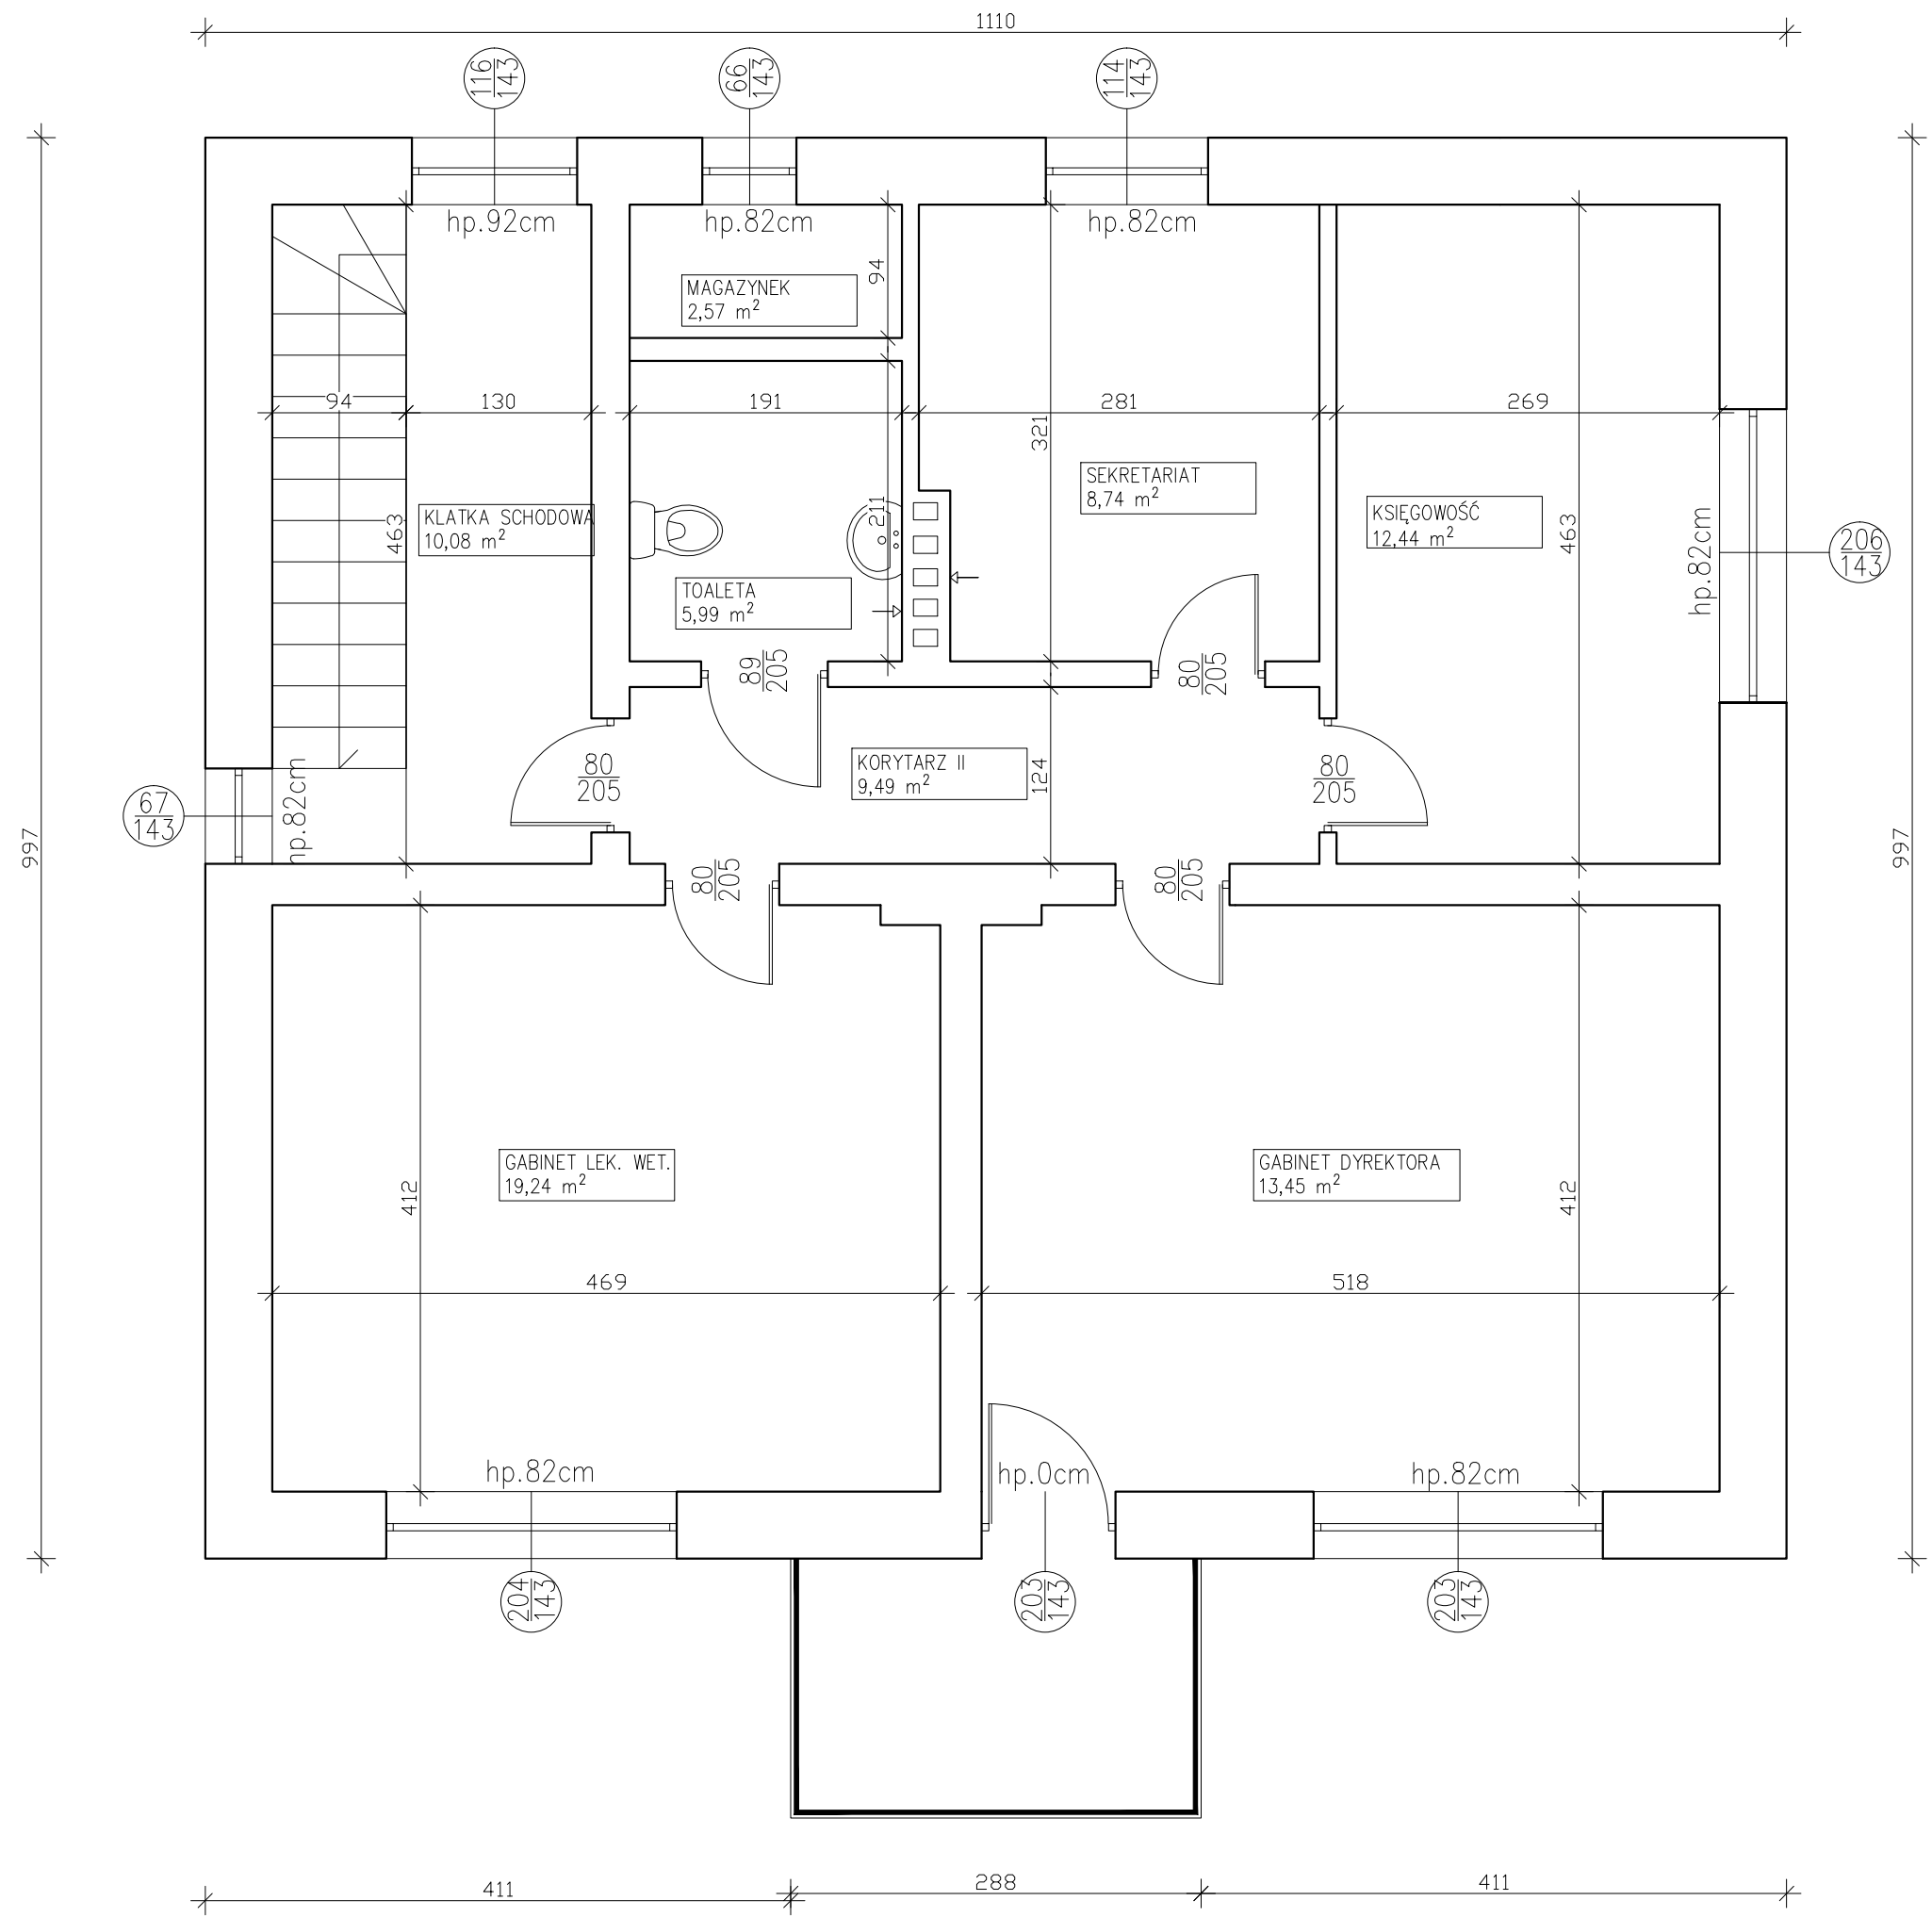 1110
116
143
66
143
114
143
hp.92cm
hp.82cm
hp.82cm
94
MAGAZYNEK
2,57 m²
94
130
191
281
269
321
SEKRETARIAT
8,74 m²
KLATKA SCHODOWA
10,08 m²
463
211
KSIĘGOWOŚĆ
12,44 m²
463
hp.82cm
206
143
TOALETA
5,99 m²
89
205
80
205
80
205
KORYTARZ II
9,49 m²
124
80
205
67
143
hp.82cm
997
997
80
205
80
205
GABINET LEK. WET.
19,24 m²
412
GABINET DYREKTORA
13,45 m²
412
469
518
hp.82cm
hp.0cm
hp.82cm
204
143
203
143
203
143
411
288
411